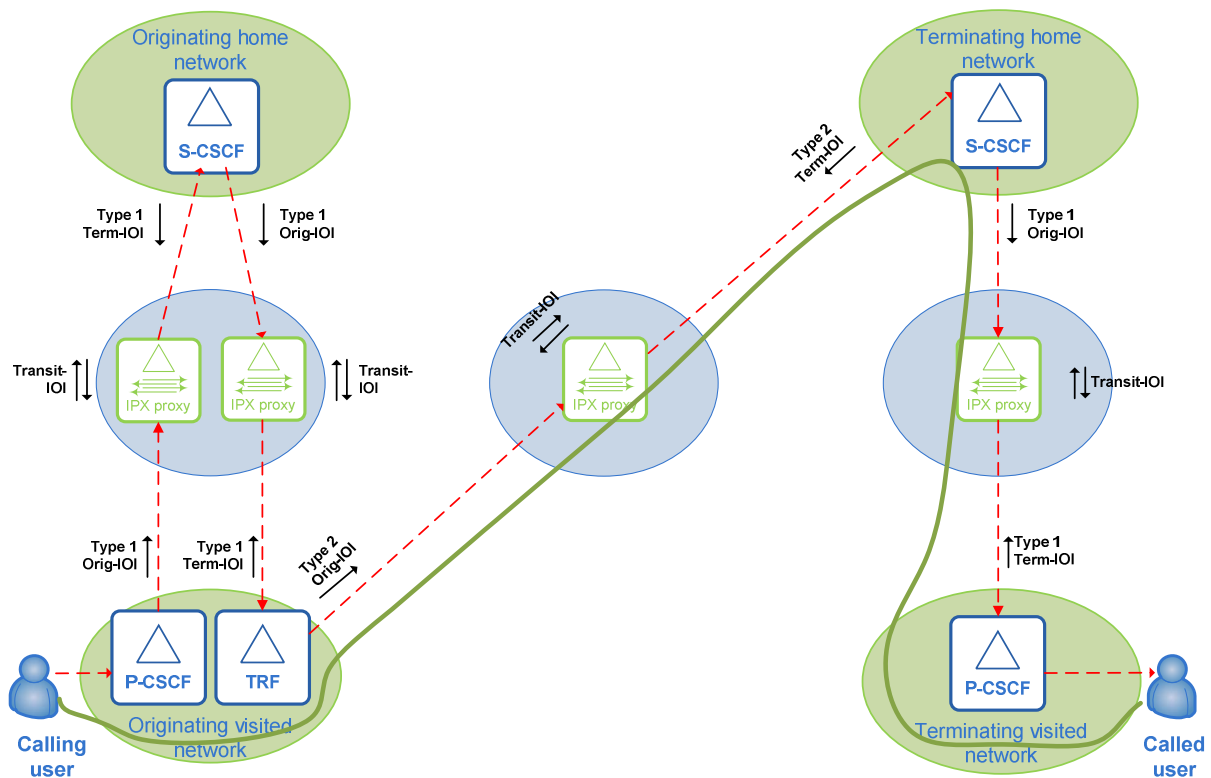 Originating home
network
S-CSCF
Terminating home
network
S-CSCF
Type 1
Term-IOI
Type 1
Orig-IOI
Type 2
Term-IOI
Type 1
Orig-IOI
Transit-
IOI
IPX proxy
IPX proxy
Transit-
IOI
Transit-IOI
IPX proxy
IPX proxy
Transit-IOI
Type 1
Orig-IOI
Type 1
Term-IOI
Type 2
Orig-IOI
Type 1
Term-IOI
P-CSCF
TRF
Originating visited
network
P-CSCF
Terminating visited
network
Calling
user
Called
user